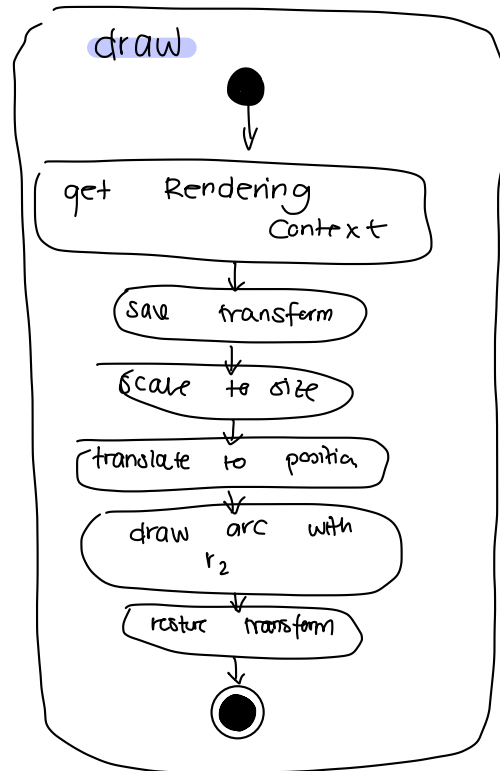 draw
get Rendering
Context
save transform
scale to size
translate to position
draw arc with
r₂
restore transform